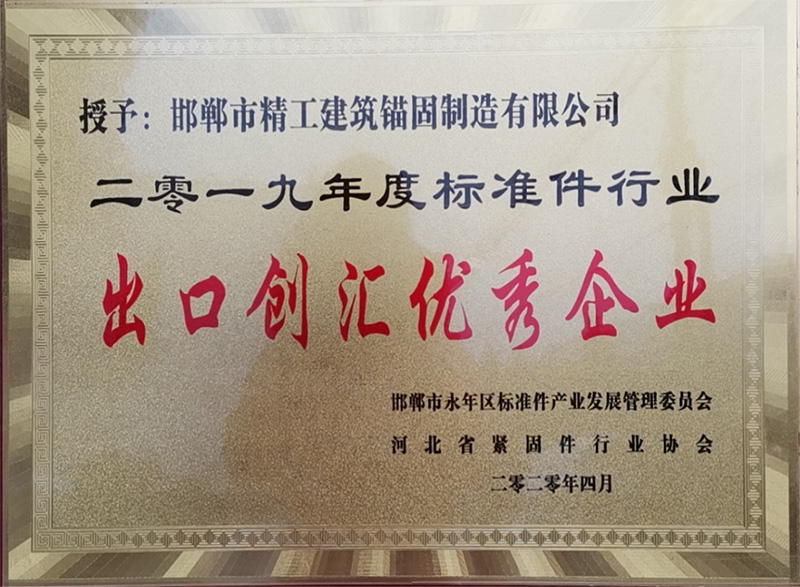 授予：邯郸市精工建筑锚固制造有限公司
二零一九年度标准件行业
出口创汇优秀企业
邯郸市永年区标准件产业发展管理委员会
河北省紧固件行业协会
二零二零年四月